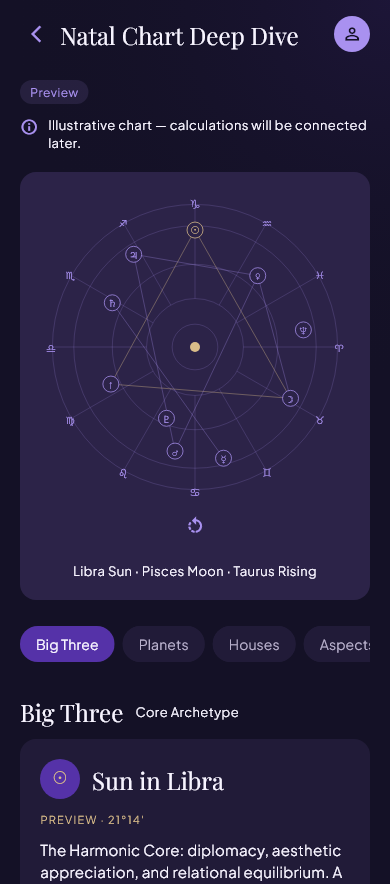 Natal Chart Deep Dive
Preview
Illustrative chart — calculations will be connected
later.
♑
♐ ♒
☉
♃
♀
♏ ♓
♄
♆
♎ ♈
↑
☽
♇
♍ ♉
♂
☿
♌ ♊
♋
Libra Sun · Pisces Moon · Taurus Rising
Big Three Planets Houses Aspects
Big Three Core Archetype
☉ Sun in Libra
PREVIEW · 21°14'
The Harmonic Core: diplomacy, aesthetic
appreciation, and relational equilibrium. A